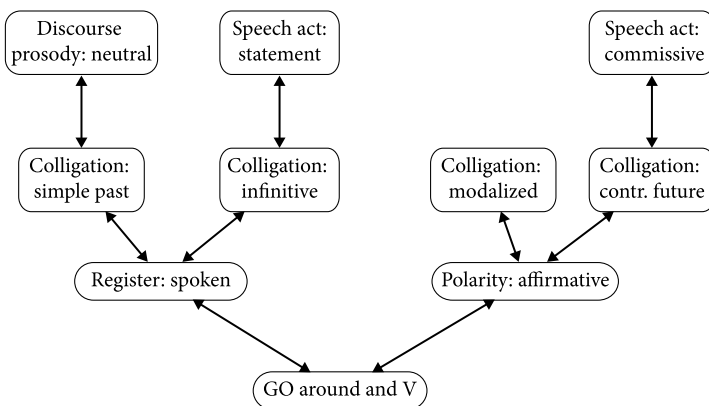 Discourse
prosody: neutral
Speech act:
statement
Speech act:
commissive
Colligation:
simple past
Colligation:
infinitive
Colligation:
modalized
Colligation:
contr. future
Register: spoken
Polarity: affirmative
GO around and V